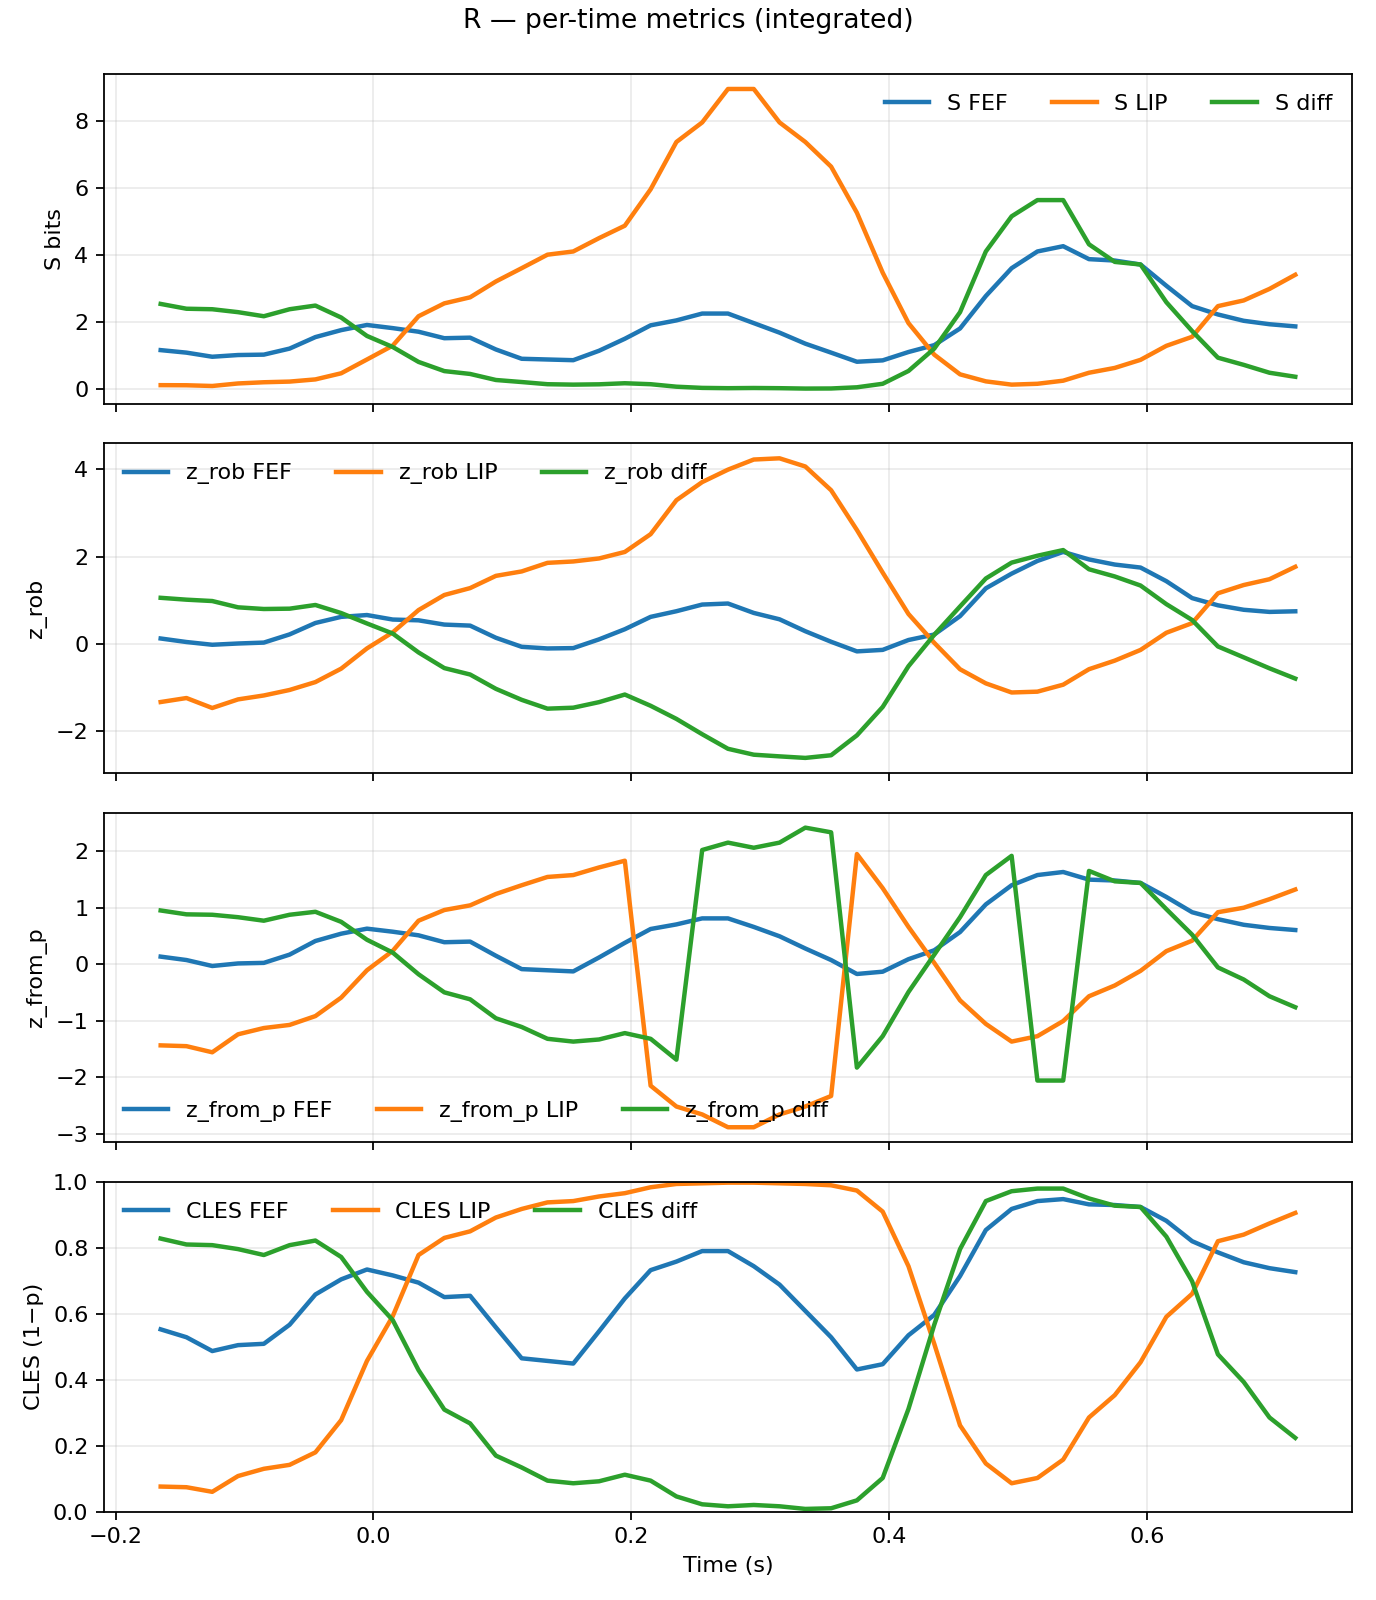 R — per-time metrics (integrated)
S FEF S LIP S diff
8
6
4
2
0
S bits
z_rob FEF z_rob LIP z_rob diff
4
2
0
−2
z_rob
2
1
0
−1
−2
−3
z_from_p
z_from_p FEF z_from_p LIP z_from_p diff
CLES FEF CLES LIP CLES diff
1.0
0.8
0.6
0.4
0.2
0.0
CLES (1−p)
−0.2 0.0 0.2 0.4 0.6
Time (s)